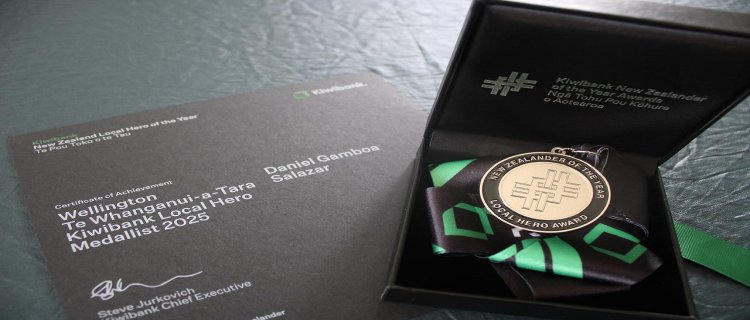 Kiwibank
Kiwibank
New Zealand Local Hero of the Year
Te Pou Toko o te Tau
Certificate of Achievement
Wellington
Te Whanganui-a-Tara
Kiwibank Local Hero
Medallist 2025
Daniel Gamboa
Salazar
Steve Jurkovich
Kiwibank Chief Executive
Kiwibank New Zealander
of the Year Awards
Ngā Tohu Pou Kōhure
o Aotearoa
NEW ZEALANDER OF THE YEAR
LOCAL HERO AWARD